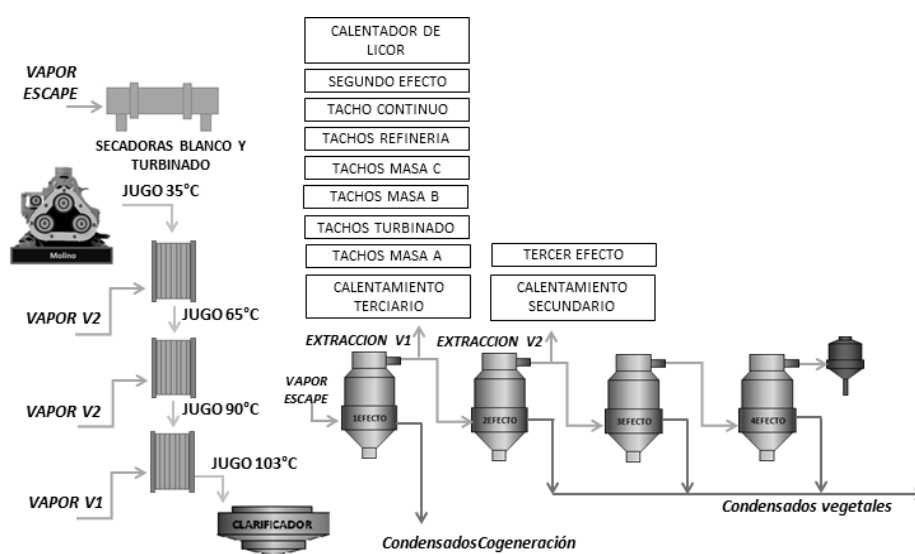 VAPOR
ESCAPE
SECADORAS BLANCO Y
TURBINADO
JUGO 35°C
Molino
VAPOR V2
JUGO 65°C
VAPOR V2
JUGO 90°C
VAPOR V1
JUGO 103°C
CLARIFICADOR
CALENTADOR DE
LICOR
SEGUNDO EFECTO
TACHO CONTINUO
TACHOS REFINERIA
TACHOS MASA C
TACHOS MASA B
TACHOS TURBINADO
TACHOS MASA A
CALENTAMIENTO
TERCIARIO
TERCER EFECTO
CALENTAMIENTO
SECUNDARIO
EXTRACCION V1
EXTRACCION V2
VAPOR
ESCAPE
1EFECTO
2EFECTO
3EFECTO
4EFECTO
Condensados vegetales
CondensadosCogeneración